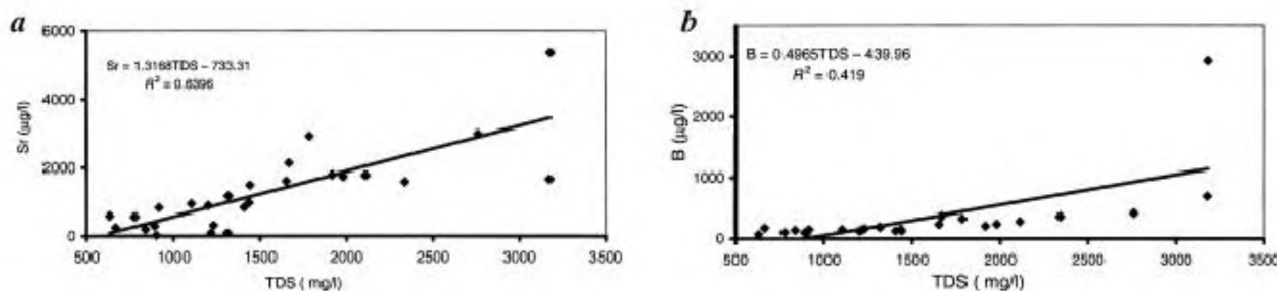 a
6000
4000
2000
0
Sr (µg/l)
Sr = 1.3168TDS – 733.31
R² = 0.6396
500 1000 1500 2000 2500 3000 3500
TDS ( mg/l)
b
3000
2000
1000
0
B (µg/l)
B = 0.4965TDS – 439.96
R² = 0.419
500 1000 1500 2000 2500 3000 3500
TDS( mg/l)